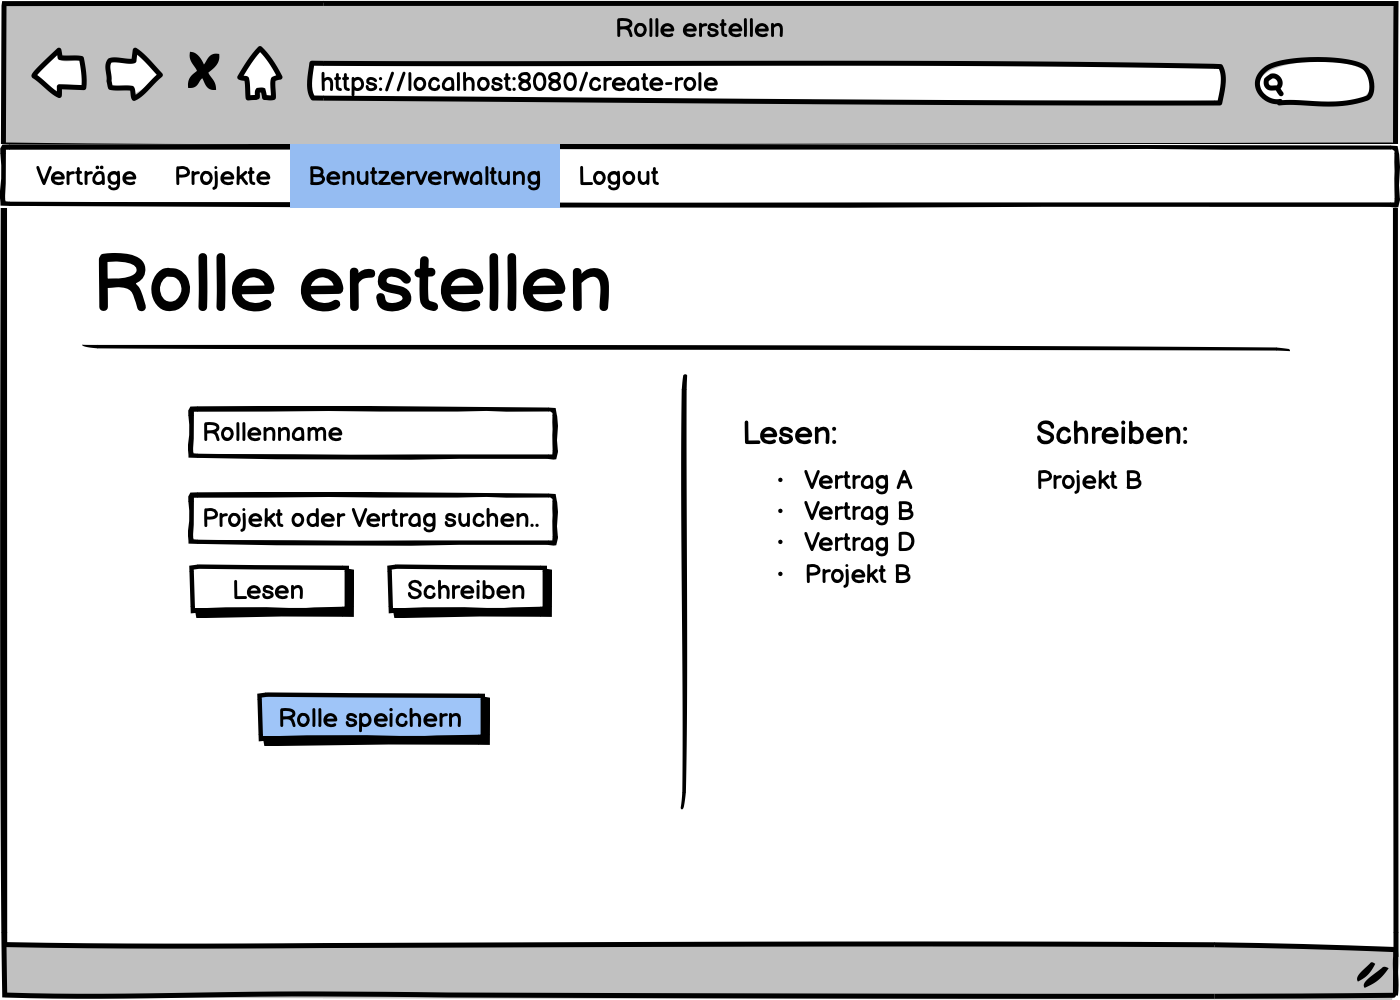 Rolle erstellen
https://localhost:8080/create-role
Verträge Projekte Benutzerverwaltung Logout
Rolle erstellen
Rollenname
Projekt oder Vertrag suchen..
Lesen Schreiben
Rolle speichern
Lesen:
· Vertrag A
· Vertrag B
· Vertrag D
· Projekt B
Schreiben:
Projekt B